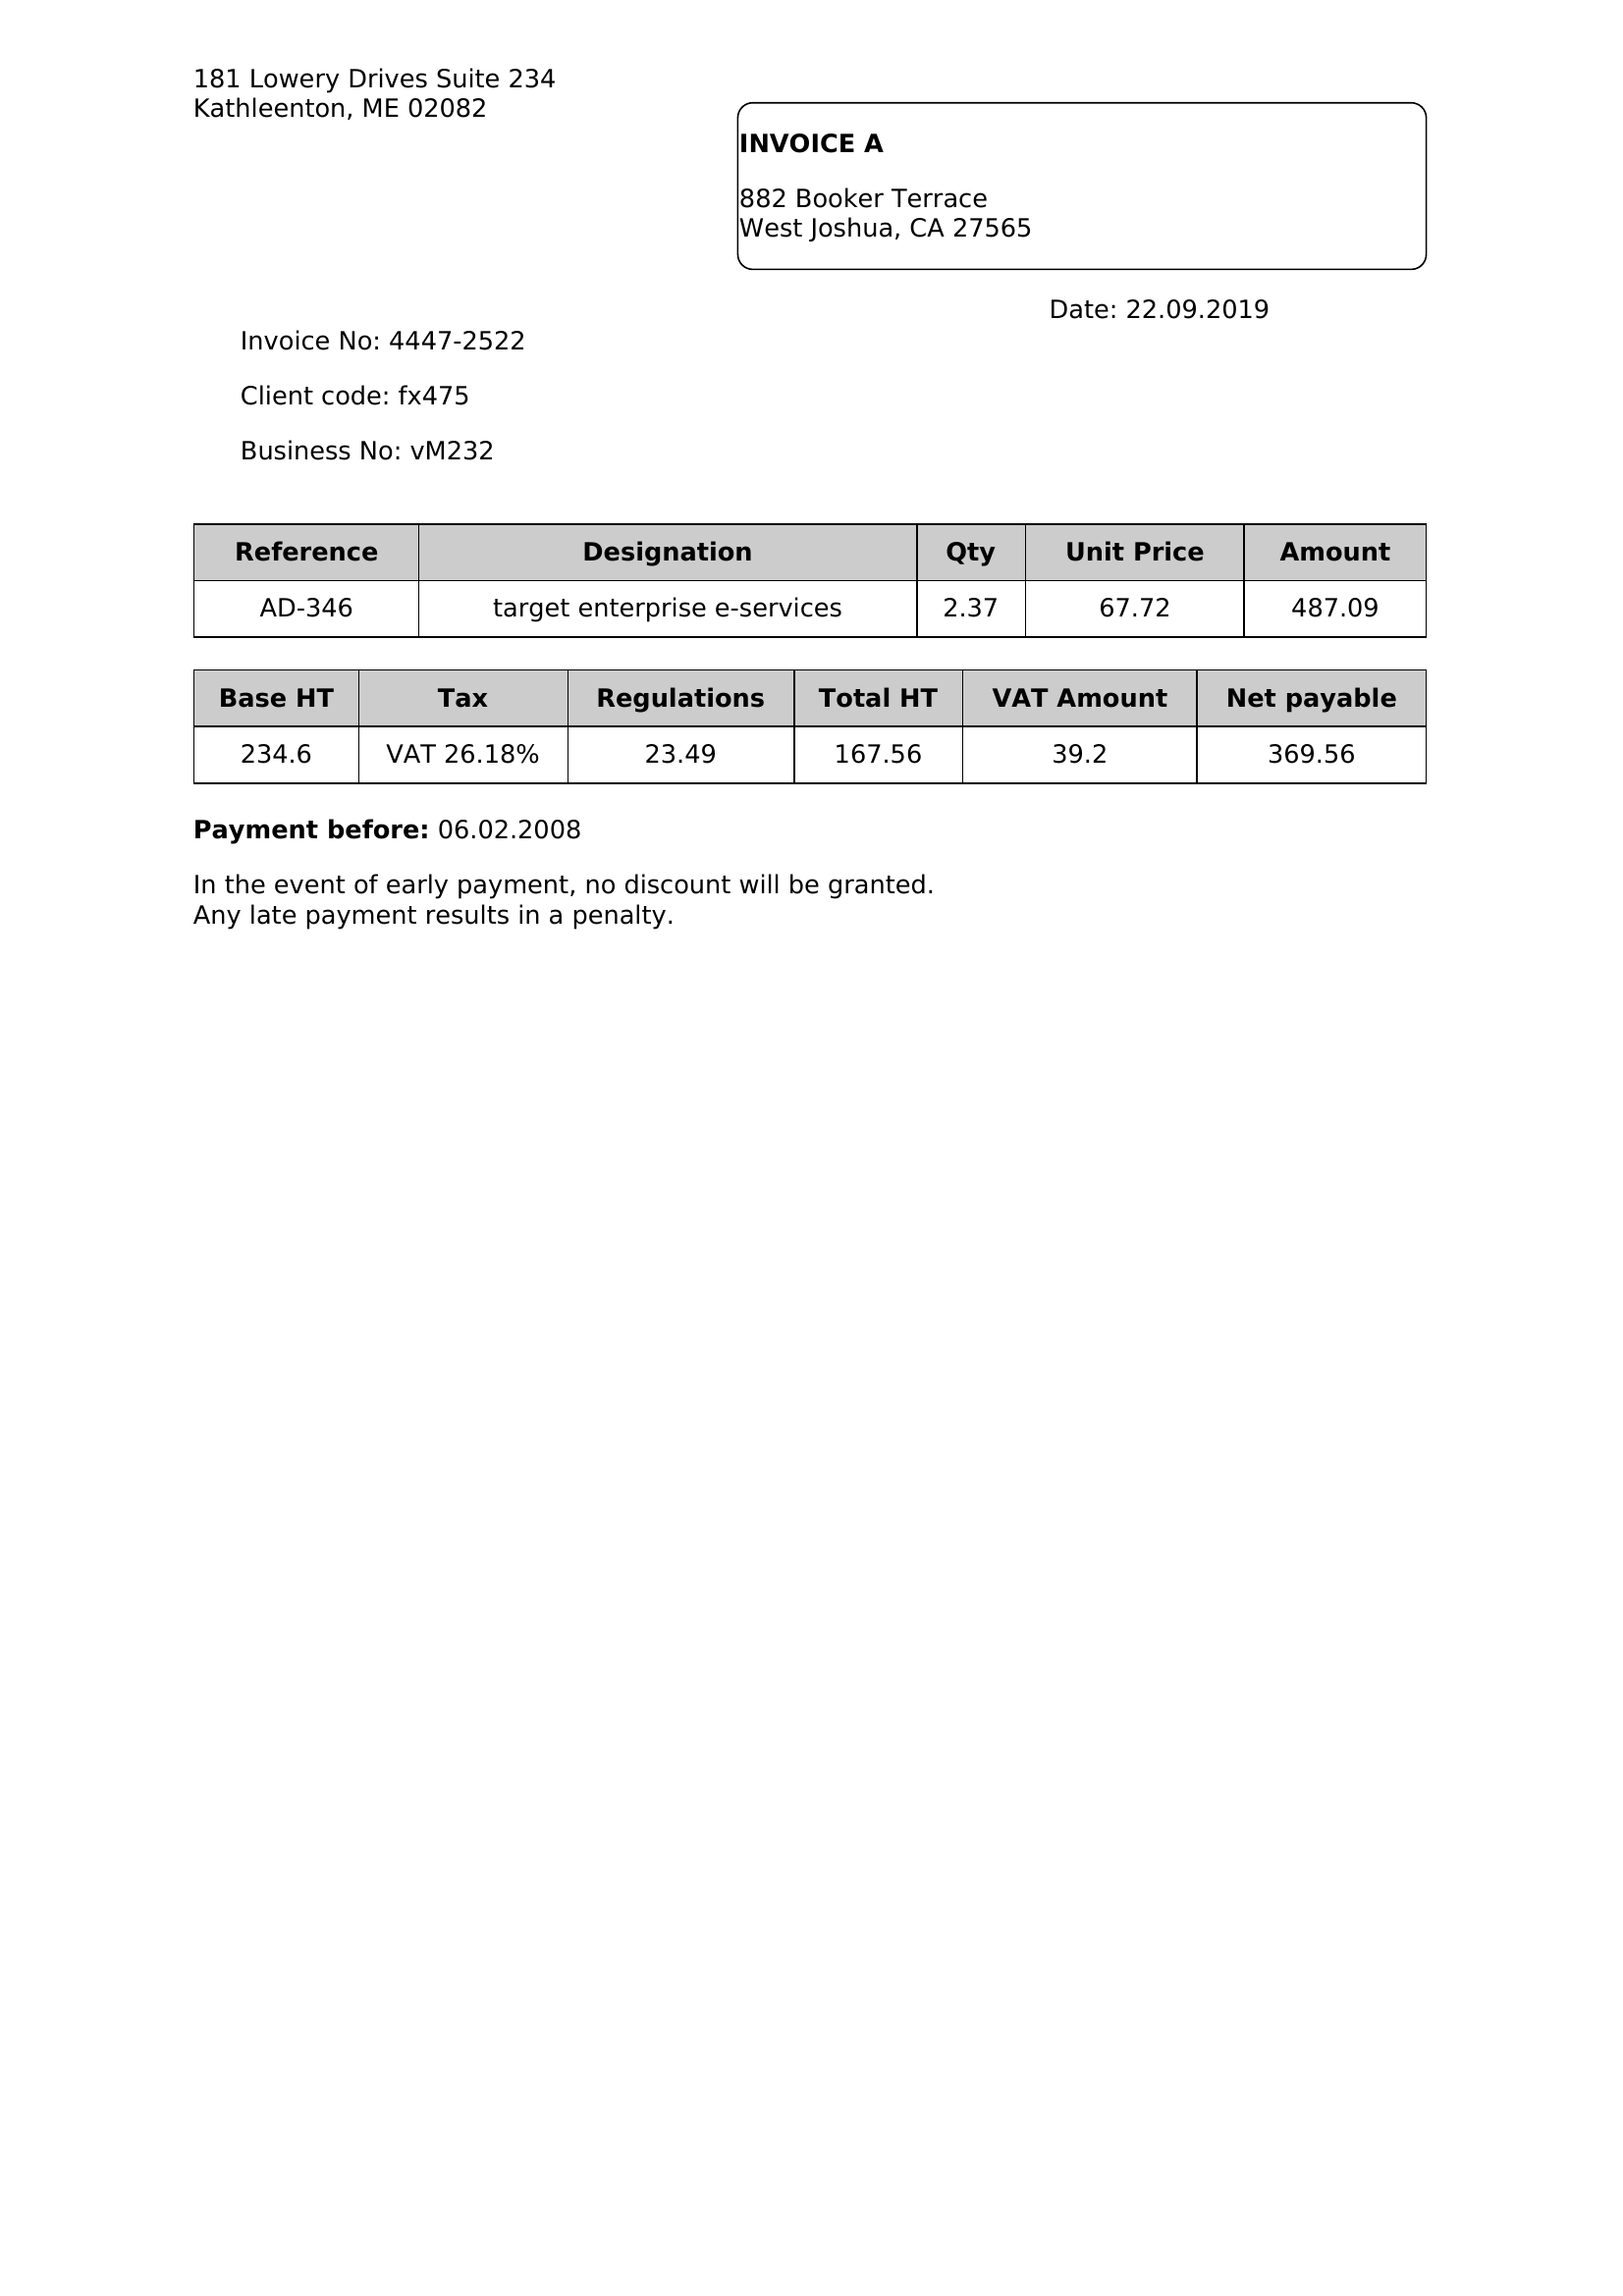 181 Lowery Drives Suite 234
Kathleenton, ME 02082
INVOICE A
882 Booker Terrace
West Joshua, CA 27565
Date: 22.09.2019
Invoice No: 4447-2522
Client code: fx475
Business No: vM232
Reference Designation Qty Unit Price Amount
AD-346 target enterprise e-services 2.37 67.72 487.09
Base HT Tax Regulations Total HT VAT Amount Net payable
234.6 VAT 26.18% 23.49 167.56 39.2 369.56
Payment before: 06.02.2008
In the event of early payment, no discount will be granted.
Any late payment results in a penalty.